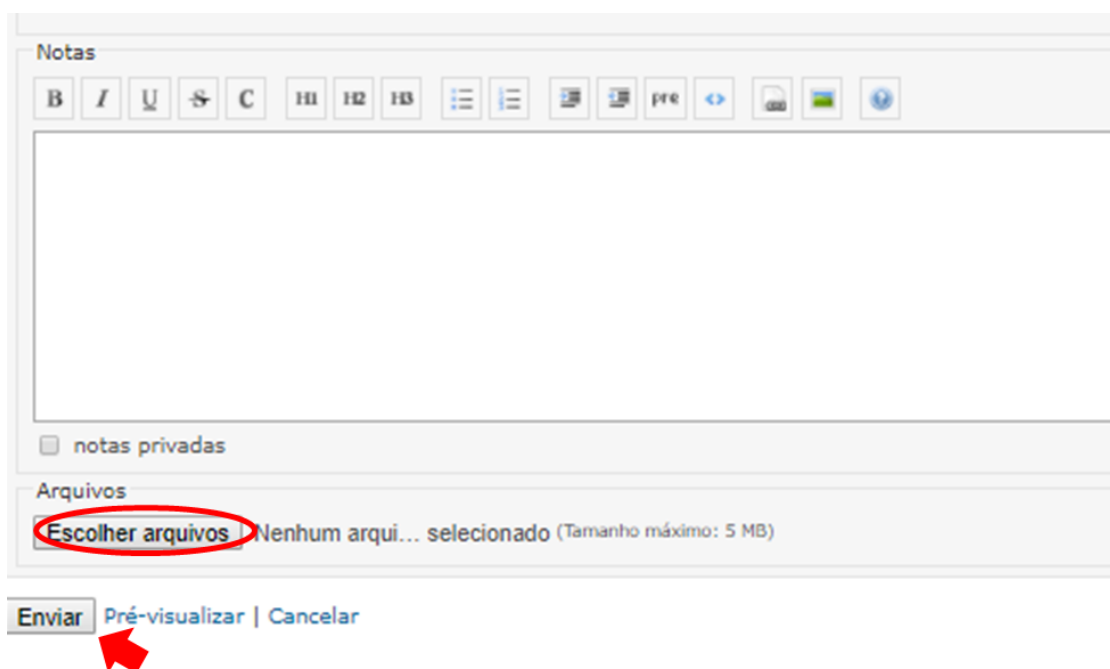 Notas
B I U S C H1 H2 H3 pre <>
notas privadas
Arquivos
Escolher arquivos Nenhum arqui... selecionado (Tamanho máximo: 5 MB)
Enviar Pré-visualizar | Cancelar